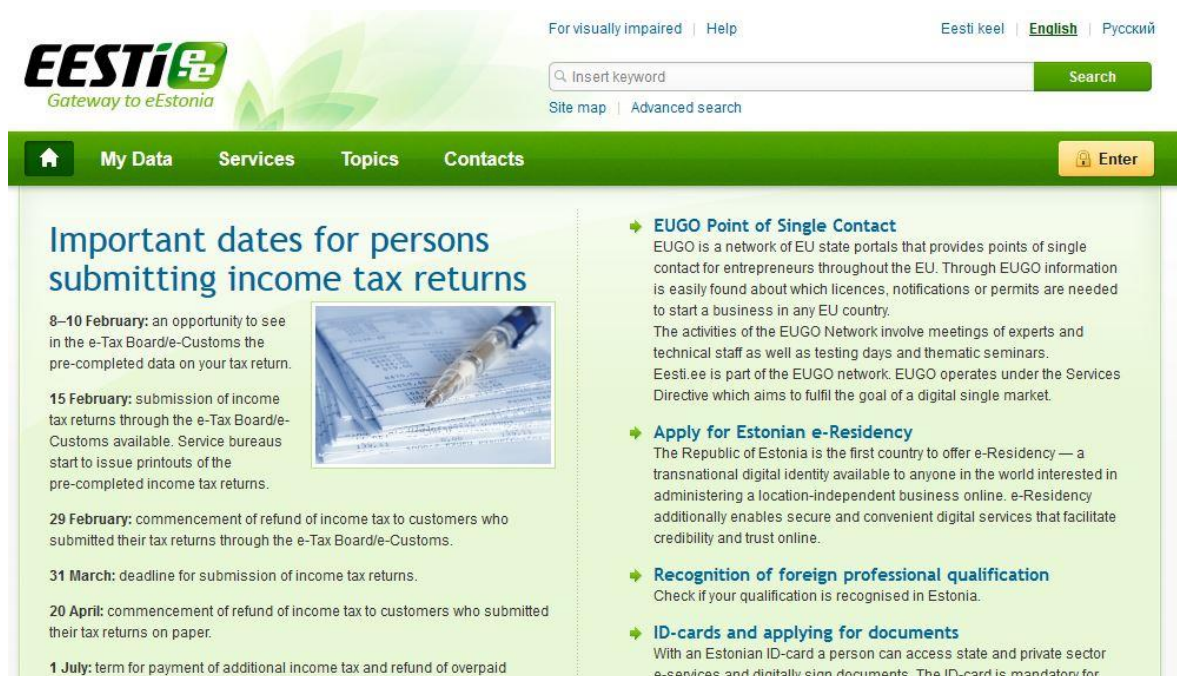 For visually impaired | Help
Eesti keel | English | Русский
EESTi e.e
Gateway to eEstonia
Insert keyword
Search
Site map | Advanced search
My Data
Services
Topics
Contacts
Enter
Important dates for persons
submitting income tax returns
8–10 February: an opportunity to see
in the e-Tax Board/e-Customs the
pre-completed data on your tax return.
15 February: submission of income
tax returns through the e-Tax Board/e-
Customs available. Service bureaus
start to issue printouts of the
pre-completed income tax returns.
29 February: commencement of refund of income tax to customers who
submitted their tax returns through the e-Tax Board/e-Customs.
31 March: deadline for submission of income tax returns.
20 April: commencement of refund of income tax to customers who submitted
their tax returns on paper.
1 July: term for payment of additional income tax and refund of overpaid
EUGO Point of Single Contact
EUGO is a network of EU state portals that provides points of single
contact for entrepreneurs throughout the EU. Through EUGO information
is easily found about which licences, notifications or permits are needed
to start a business in any EU country.
The activities of the EUGO Network involve meetings of experts and
technical staff as well as testing days and thematic seminars.
Eesti.ee is part of the EUGO network. EUGO operates under the Services
Directive which aims to fulfil the goal of a digital single market.
Apply for Estonian e-Residency
The Republic of Estonia is the first country to offer e-Residency — a
transnational digital identity available to anyone in the world interested in
administering a location-independent business online. e-Residency
additionally enables secure and convenient digital services that facilitate
credibility and trust online.
Recognition of foreign professional qualification
Check if your qualification is recognised in Estonia.
ID-cards and applying for documents
With an Estonian ID-card a person can access state and private sector
e-services and digitally sign documents. The ID-card is mandatory for